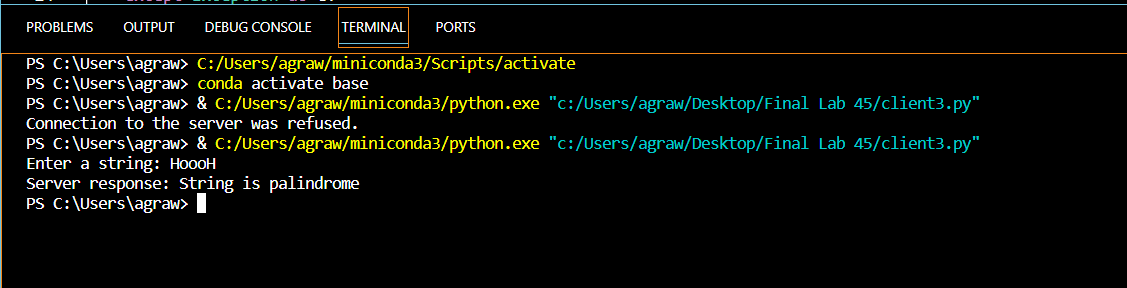 PROBLEMS OUTPUT DEBUG CONSOLE TERMINAL PORTS
PS C:\Users\agraw> C:/Users/agraw/miniconda3/Scripts/activate
PS C:\Users\agraw> conda activate base
PS C:\Users\agraw> & C:/Users/agraw/miniconda3/python.exe "c:/Users/agraw/Desktop/Final Lab 45/client3.py"
Connection to the server was refused.
PS C:\Users\agraw> & C:/Users/agraw/miniconda3/python.exe "c:/Users/agraw/Desktop/Final Lab 45/client3.py"
Enter a string: HoooH
Server response: String is palindrome
PS C:\Users\agraw>